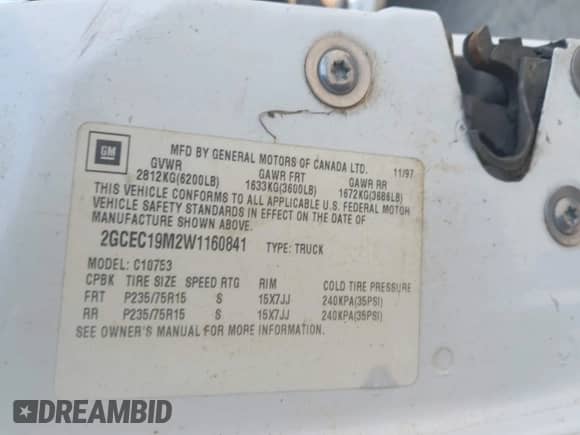 GM
MFD BY GENERAL MOTORS OF CANADA LTD.
11/97
GVWR GAWR FRT GAWR RR
2812KG(6200LB) 1633KG(3600LB) 1672KG(3686LB)
THIS VEHICLE CONFORMS TO ALL APPLICABLE U.S. FEDERAL MOTOR
VEHICLE SAFETY STANDARDS IN EFFECT ON THE DATE OF
MANUFACTURE SHOWN ABOVE.
2GCEC19M2W1160841 TYPE: TRUCK
MODEL: C10753
CPBK TIRE SIZE SPEED RTG RIM COLD TIRE PRESSURE
FRT P235/75R15 S 15X7JJ 240KPA(35PSI)
RR P235/75R15 S 15X7JJ 240KPA(35PSI)
SEE OWNER'S MANUAL FOR MORE INFORMATION.
DREAMBID